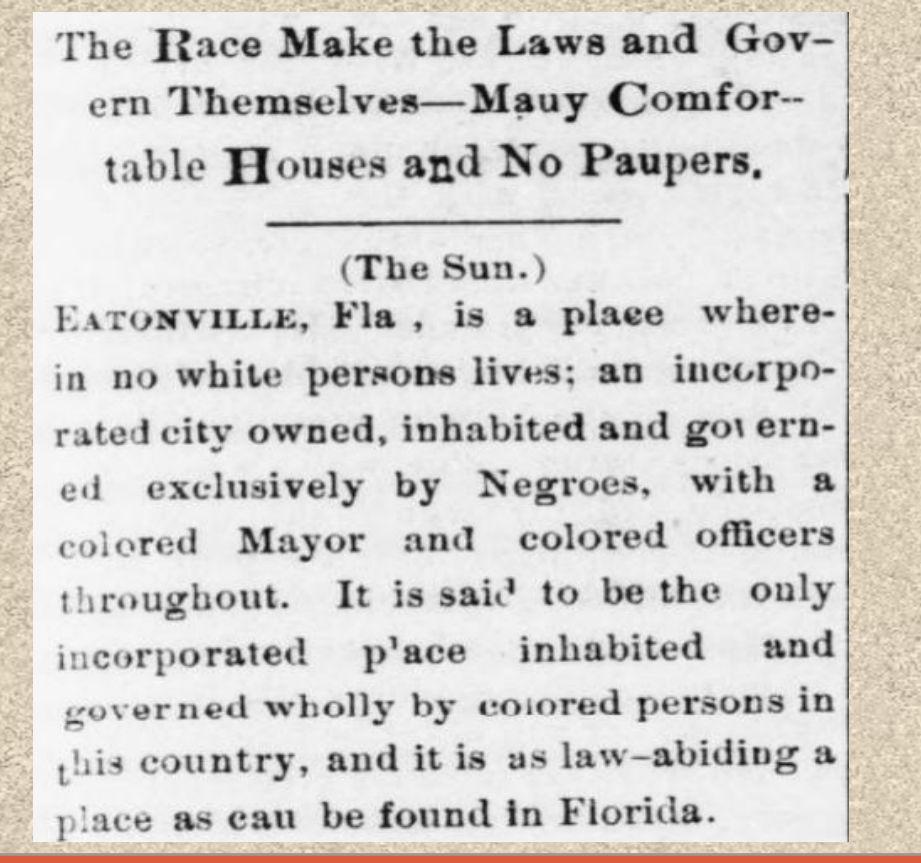 The Race Make the Laws and Gov-
ern Themselves—Mauy Comfor--
table Houses and No Paupers.
(The Sun.)
EATONVILLE, Fla , is a place where-
in no white persons lives; an incorpo-
rated city owned, inhabited and govern-
ed exclusively by Negroes, with a
colored Mayor and colored officers
throughout. It is said to be the only
incorporated p'ace inhabited and
governed wholly by colored persons in
this country, and it is as law-abiding a
place as cau be found in Florida.